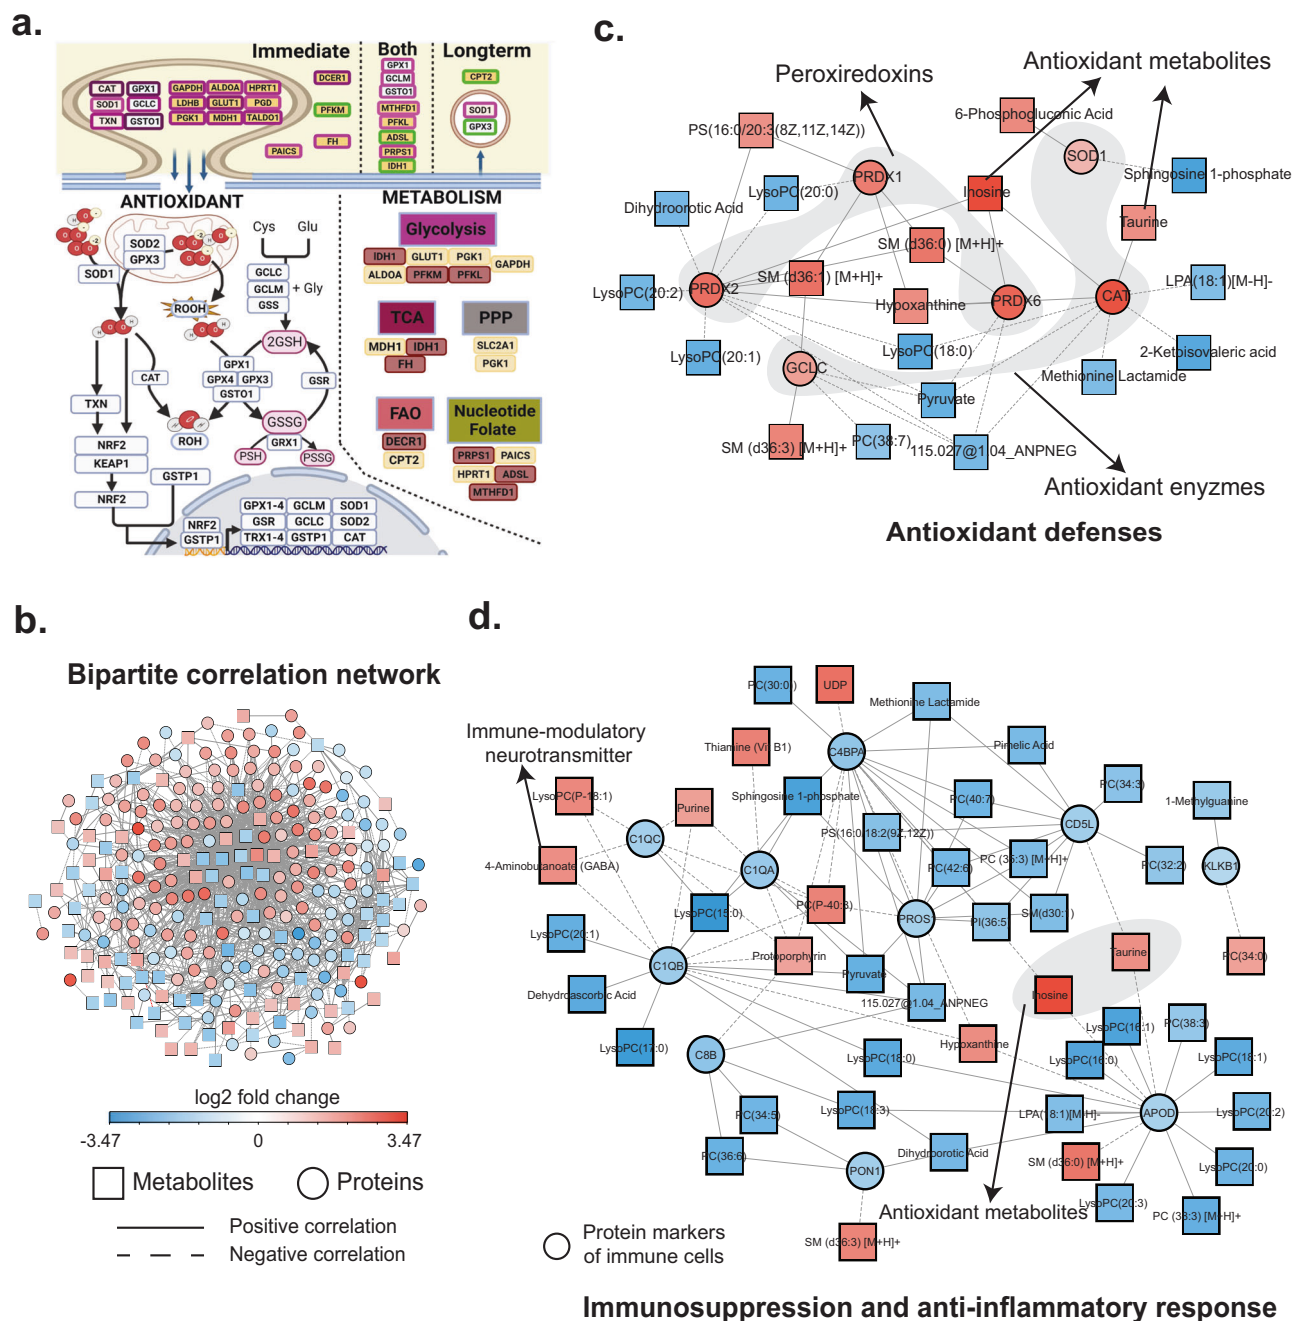 a.
Immediate
Both
Longterm
CAT GPX1
SOD1 GCLC
TXN GSTO1
GAPDH ALDOA HPRT1
LDHB GLUT1 PGD
PGK1 MDH1 TALDO1
DCER1
PFKM
FH
PAICS
GPX1
GCLM
GSTO1
MTHFD1
PFKL
ADSL
PRPS1
IDH1
CPT2
SOD1
GPX3
ANTIOXIDANT
SOD2
GPX3
SOD1
ROOH
Cys Glu
GCLC
GCLM
GSS
+ Gly
2GSH
GPX1
GPX4 GPX3
GSTO1
GSR
CAT
TXN
ROH
GSSG
GRX1
PSH
PSSG
NRF2
KEAP1
NRF2
GSTP1
NRF2
GSTP1
GPX1-4 GCLM SOD1
GSR GCLC SOD2
TRX1-4 GSTP1 CAT
METABOLISM
Glycolysis
IDH1 GLUT1 PGK1
GAPDH
ALDOA PFKM PFKL
TCA
MDH1 IDH1
FH
PPP
SLC2A1
PGK1
FAO
DECR1
CPT2
Nucleotide
Folate
PRPS1 PAICS
HPRT1 ADSL
MTHFD1
b.
Bipartite correlation network
log2 fold change
-3.47 0 3.47
Metabolites
Proteins
Positive correlation
Negative correlation
c.
Peroxiredoxins
Antioxidant metabolites
6-Phosphogluconic Acid
PS(16:0/20:3(8Z,11Z,14Z))
SOD1
PRDX1
Sphingosine 1-phosphate
LysoPC(20:0)
Inosine
Dihydroorotic Acid
Taurine
SM (d36:0) [M+H]+
SM (d36:1) [M+H]+
LPA(18:1)[M-H]-
LysoPC(20:2)
PRDX2
Hypoxanthine
PRDX6
CAT
LysoPC(20:1)
LysoPC(18:0)
2-Ketoisovaleric acid
GCLC
Methionine Lactamide
Pyruvate
SM (d36:3) [M+H]+
PC(38:7)
115.027@1.04_ANPNEG
Antioxidant enyzmes
Antioxidant defenses
d.
PC(30:0)
UDP
Methionine Lactamide
Immune-modulatory
neurotransmitter
Thiamine (Vit B1)
C4BPA
Pimelic Acid
LysoPC(P-18:1)
Purine
Sphingosine 1-phosphate
PC(40:7)
PC(34:3)
1-Methylguanine
C1QC
PS(16:0/18:2(9Z,12Z))
CD5L
4-Aminobutanoate (GABA)
C1QA
PC(42:6)
PC (35:3) [M+H]+
PC(32:2)
KLKB1
LysoPC(15:0)
PC(P-40:3)
PROS
PI(36:5)
SM(d30:1)
LysoPC(20:1)
C1QB
Protoporphyrin
Pyruvate
Taurine
PC(34:0)
Dehydroascorbic Acid
115.027@1.04_ANPNEG
Inosine
LysoPC(17:0)
C8B
LysoPC(18:0)
Hypoxanthine
LysoPC(16:1)
PC(38:3)
LysoPC(16:0)
LysoPC(18:1)
PC(34:5)
LysoPC(18:3)
LPA(18:1)[M-H]-
APOD
LysoPC(20:2)
PC(36:6)
PON1
Dihydroorotic Acid
SM (d36:0) [M+H]+
LysoPC(20:0)
LysoPC(20:3)
Antioxidant metabolites
PC (38:3) [M+H]+
SM (d36:3) [M+H]+
Protein markers
of immune cells
Immunosuppression and anti-inflammatory response